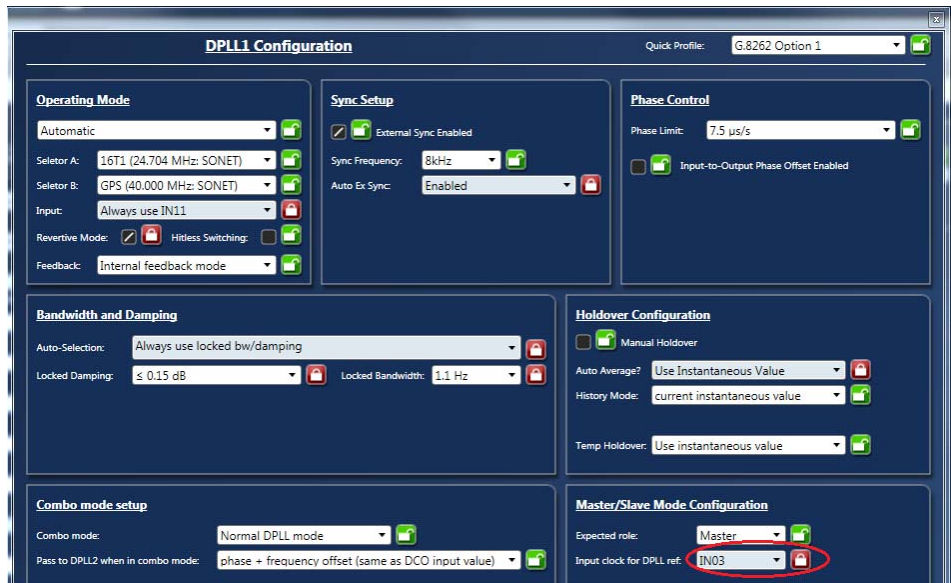 DPLL1 Configuration
Quick Profile: G.8262 Option 1
Operating Mode
Automatic
Seletor A: 16T1 (24.704 MHz: SONET)
Seletor B: GPS (40.000 MHz: SONET)
Input: Always use IN11
Revertive Mode: Hitless Switching:
Feedback: Internal feedback mode
Sync Setup
External Sync Enabled
Sync Frequency: 8kHz
Auto Ex Sync: Enabled
Phase Control
Phase Limit: 7.5 µs/s
Input-to-Output Phase Offset Enabled
Bandwidth and Damping
Auto-Selection: Always use locked bw/damping
Locked Damping: ≤ 0.15 dB Locked Bandwidth: 1.1 Hz
Holdover Configuration
Manual Holdover
Auto Average? Use Instantaneous Value
History Mode: current instantaneous value
Temp Holdover: Use instantaneous value
Combo mode setup
Combo mode: Normal DPLL mode
Pass to DPLL2 when in combo mode: phase + frequency offset (same as DCO input value)
Master/Slave Mode Configuration
Expected role: Master
Input clock for DPLL ref: IN03